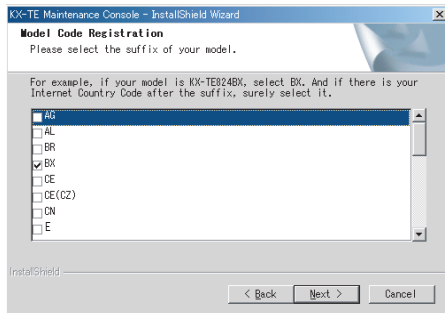 KX-TE Maintenance Console - InstallShield Wizard
Model Code Registration
Please select the suffix of your model.
For example, if your model is KX-TE824BX, select BX. And if there is your
Internet Country Code after the suffix, surely select it.
AG
AL
BR
BX
CE
CE(CZ)
CN
E
InstallShield
< Back Next > Cancel